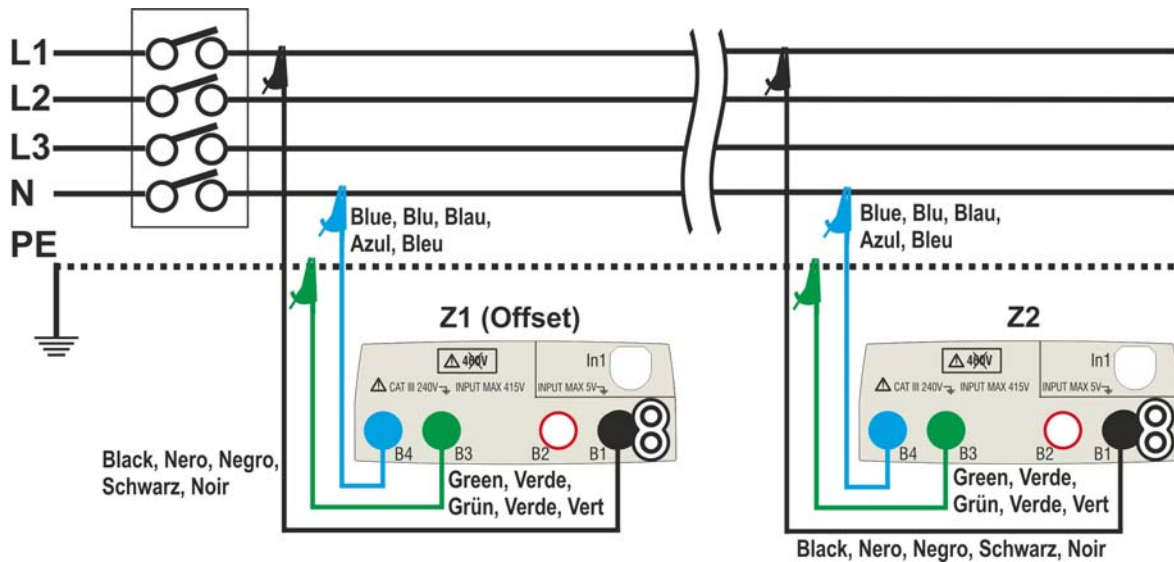 L1
L2
L3
N
PE
Blue, Blu, Blau,
Azul, Bleu
Blue, Blu, Blau,
Azul, Bleu
Z1 (Offset)
Z2
⚠ 460V
In1
⚠ CAT III 240V INPUT MAX 415V
INPUT MAX 5V
B4
B3
B2
B1
⚠ 460V
In1
⚠ CAT III 240V INPUT MAX 415V
INPUT MAX 5V
B4
B3
B2
B1
Black, Nero, Negro,
Schwarz, Noir
Green, Verde,
Grün, Verde, Vert
Green, Verde,
Grün, Verde, Vert
Black, Nero, Negro, Schwarz, Noir